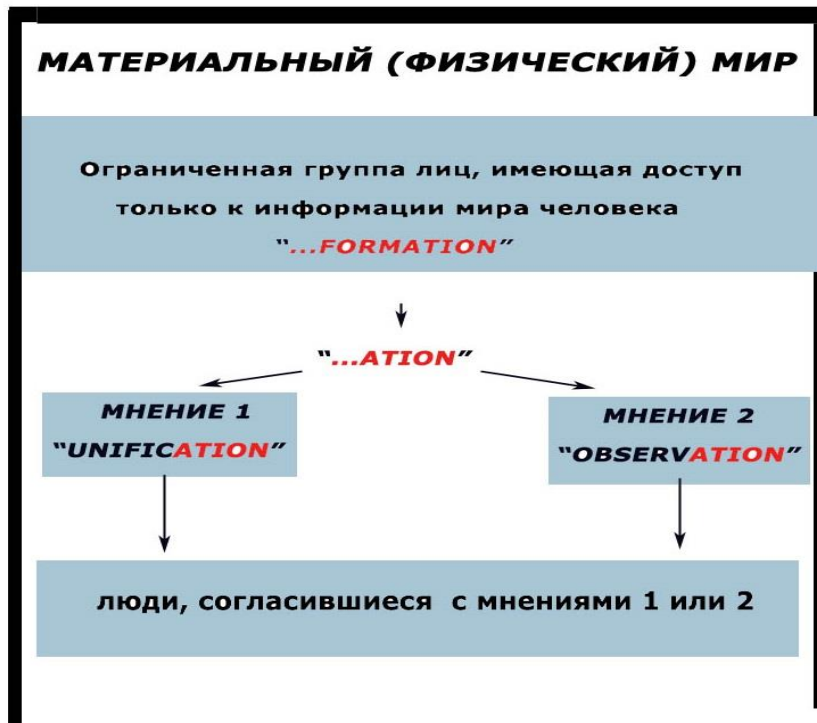 МАТЕРИАЛЬНЫЙ (ФИЗИЧЕСКИЙ) МИР
Ограниченная группа лиц, имеющая доступ
только к информации мира человека
“...FORMATION”
“...ATION”
МНЕНИЕ 1
“UNIFICATION”
МНЕНИЕ 2
“OBSERVATION”
люди, согласившиеся с мнениями 1 или 2